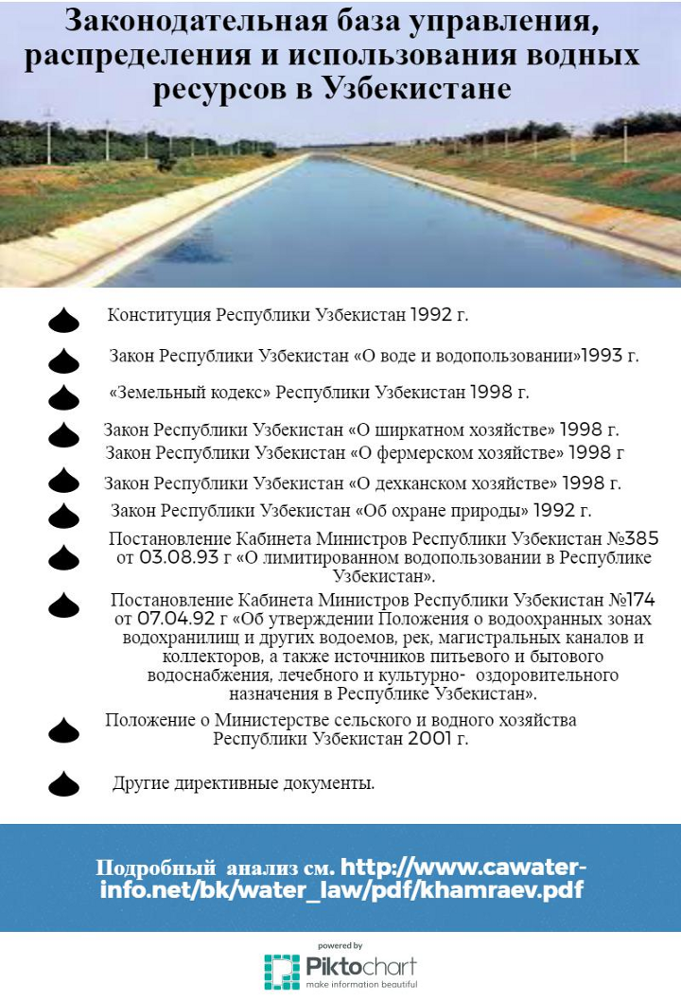 Законодательная база управления,
распределения и использования водных
ресурсов в Узбекистане
Конституция Республики Узбекистан 1992 г.
Закон Республики Узбекистан «О воде и водопользовании»1993 г.
«Земельный кодекс» Республики Узбекистан 1998 г.
Закон Республики Узбекистан «О ширкатном хозяйстве» 1998 г.
Закон Республики Узбекистан «О фермерском хозяйстве» 1998 г
Закон Республики Узбекистан «О дехканском хозяйстве» 1998 г.
Закон Республики Узбекистан «Об охране природы» 1992 г.
Постановление Кабинета Министров Республики Узбекистан №385
от 03.08.93 г «О лимитированном водопользовании в Республике
Узбекистан».
Постановление Кабинета Министров Республики Узбекистан №174
от 07.04.92 г «Об утверждении Положения о водоохранных зонах
водохранилищ и других водоемов, рек, магистральных каналов и
коллекторов, а также источников питьевого и бытового
водоснабжения, лечебного и культурно-  оздоровительного
назначения в Республике Узбекистан».
Положение о Министерстве сельского и водного хозяйства
Республики Узбекистан 2001 г.
Другие директивные документы.
Подробный  анализ см. http://www.cawater-
info.net/bk/water_law/pdf/khamraev.pdf
powered by
Piktochart
make information beautiful